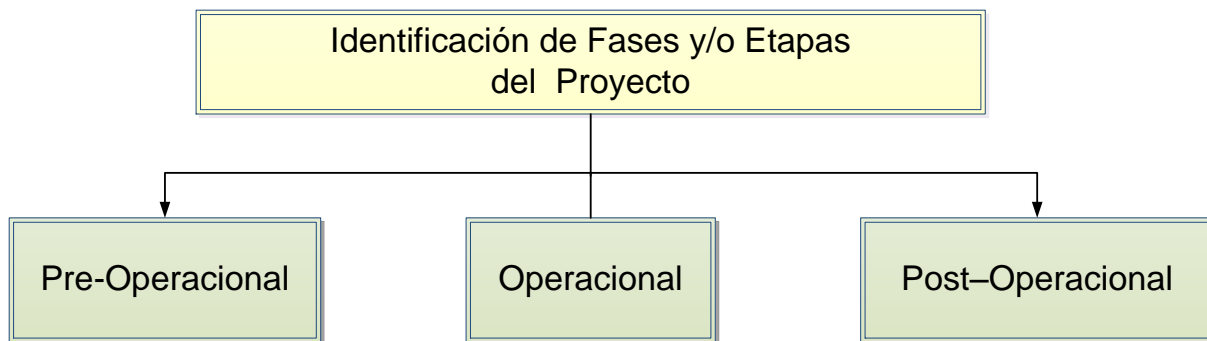 Identificación de Fases y/o Etapas
del Proyecto
Pre-Operacional
Operacional
Post–Operacional